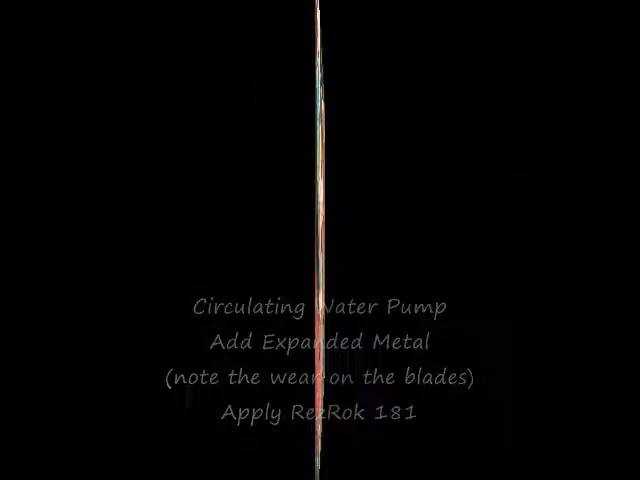 Circulating Water Pump
Add Expanded Metal
(note the wear on the blades)
Apply RezRok 181